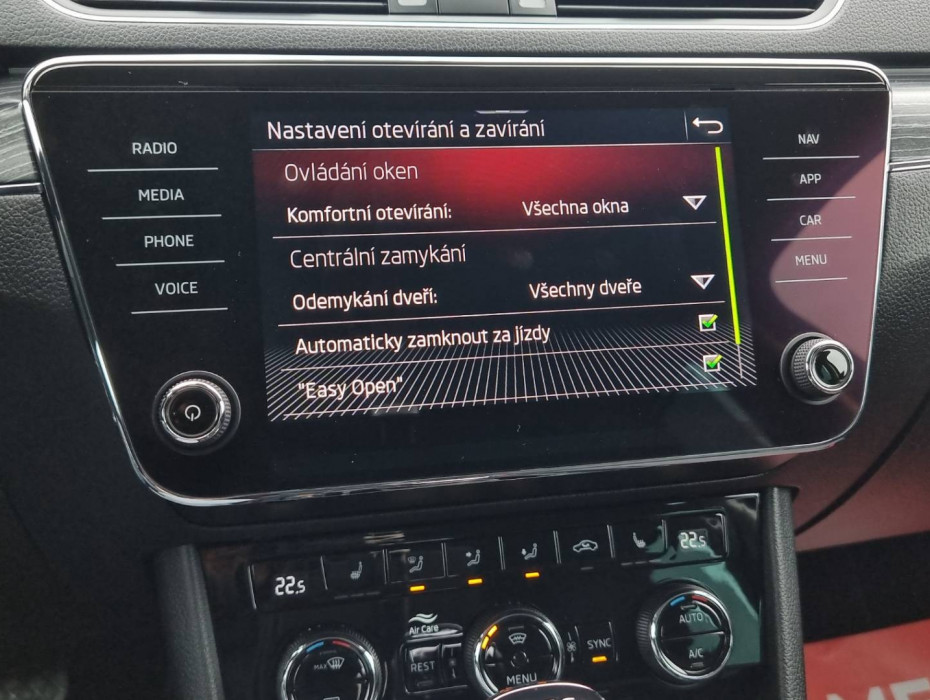 Nastavení otevírání a zavírání
RADIO
MEDIA
PHONE
VOICE
Ovládání oken
Komfortní otevírání: Všechna okna
Centrální zamykání
Odemykání dveří: Všechny dveře
Automaticky zamknout za jízdy
"Easy Open"
NAV
APP
CAR
MENU
22.5
22.5
Air Care
MAX
REST
MENU
SYNC
AUTO
A/C